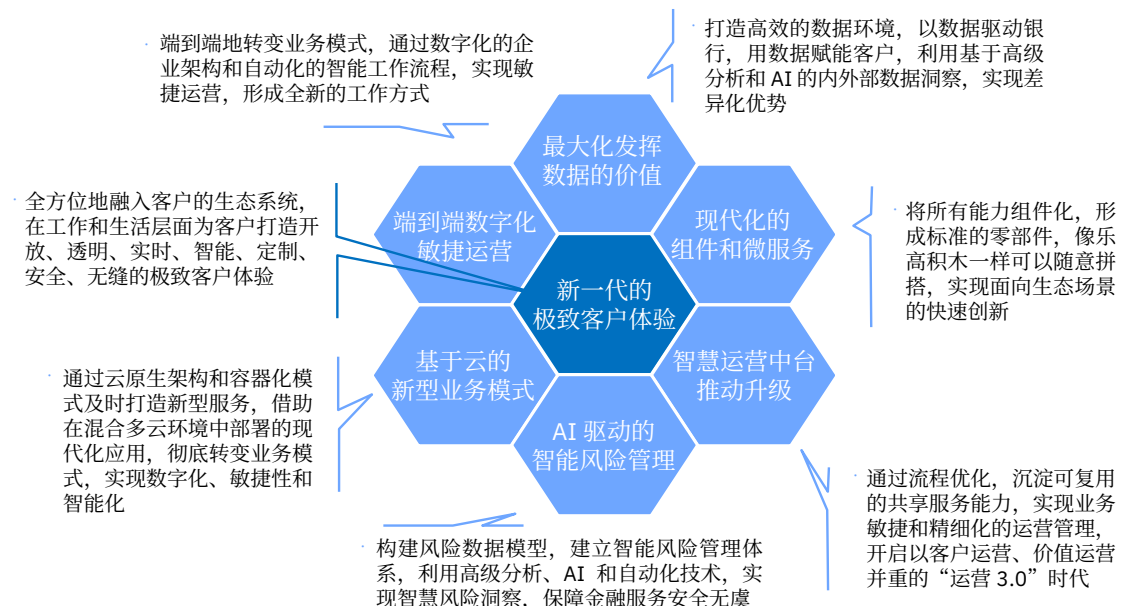 打造高效的数据环境，以数据驱动银
行，用数据赋能客户，利用基于高级
分析和 AI 的内外部数据洞察，实现差
异化优势
端到端地转变业务模式，通过数字化的企
业架构和自动化的智能工作流程，实现敏
捷运营，形成全新的工作方式
最大化发挥
数据的价值
全方位地融入客户的生态系统，
在工作和生活层面为客户打造开
放、透明、实时、智能、定制、
安全、无缝的极致客户体验
端到端数字化
敏捷运营
现代化的
组件和微服务
将所有能力组件化，形
成标准的零部件，像乐
高积木一样可以随意拼
搭，实现面向生态场景
的快速创新
新一代的
极致客户体验
基于云的
新型业务模式
智慧运营中台
推动升级
通过云原生架构和容器化模
式及时打造新型服务，借助
在混合多云环境中部署的现
代化应用，彻底转变业务模
式，实现数字化、敏捷性和
智能化
AI 驱动的
智能风险管理
通过流程优化，沉淀可复用
的共享服务能力，实现业务
敏捷和精细化的运营管理，
开启以客户运营、价值运营
并重的“运营 3.0”时代
构建风险数据模型，建立智能风险管理体
系，利用高级分析、AI 和自动化技术，实
现智慧风险洞察，保障金融服务安全无虞